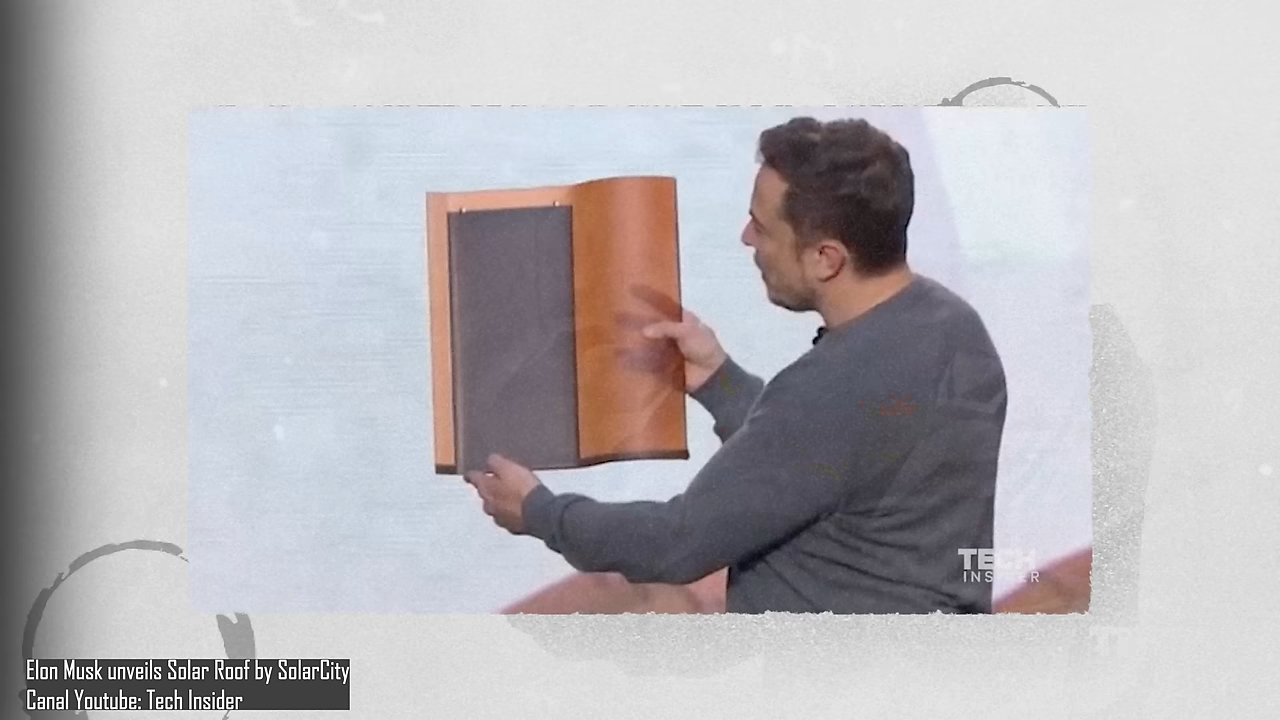 TECH
INSIDER
Elon Musk unveils Solar Roof by SolarCity
Canal Youtube: Tech Insider